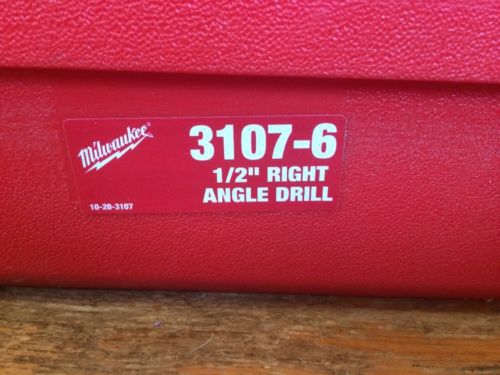 Milwaukee
3107-6
1/2" RIGHT
ANGLE DRILL
10-20-3107